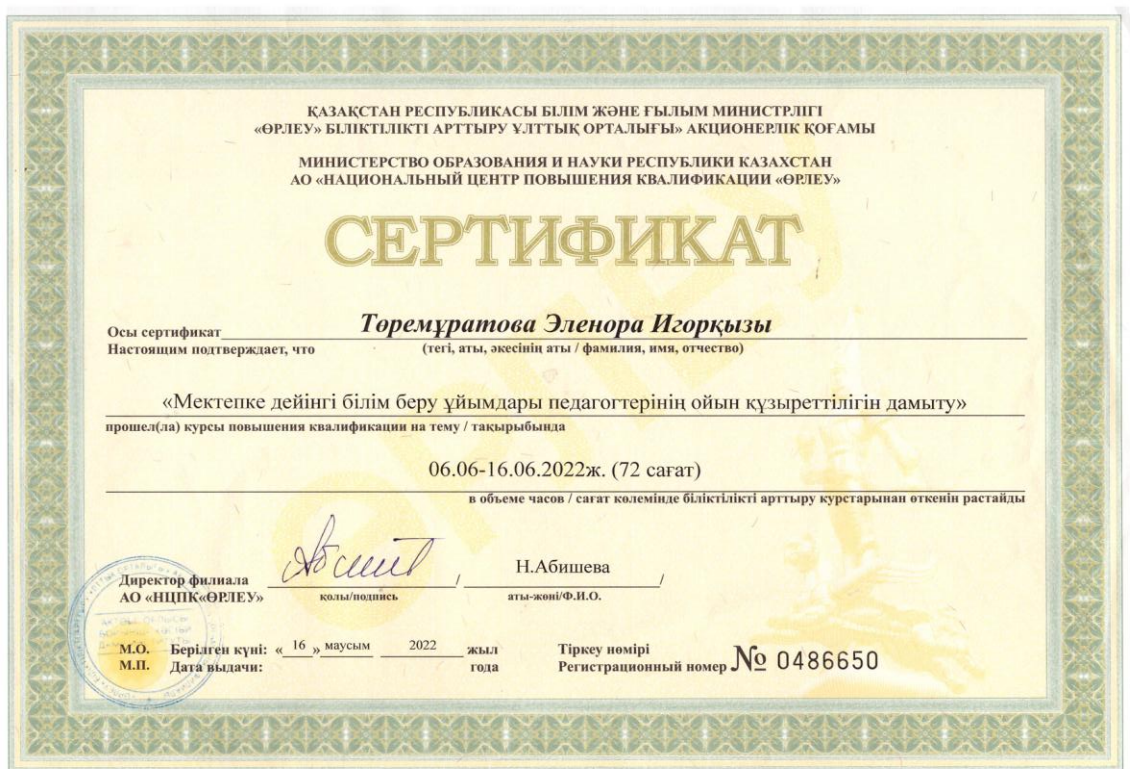 ҚАЗАҚСТАН РЕСПУБЛИКАСЫ БІЛІМ ЖӘНЕ ҒЫЛЫМ МИНИСТРЛІГІ
«ӨРЛЕУ» БІЛІКТІЛІКТІ АРТТЫРУ ҰЛТТЫҚ ОРТАЛЫҒЫ» АКЦИОНЕРЛІК ҚОҒАМЫ
МИНИСТЕРСТВО ОБРАЗОВАНИЯ И НАУКИ РЕСПУБЛИКИ КАЗАХСТАН
АО «НАЦИОНАЛЬНЫЙ ЦЕНТР ПОВЫШЕНИЯ КВАЛИФИКАЦИИ «ӨРЛЕУ»
СЕРТИФИКАТ
Осы сертификат Төремұратова Эленора Игорқызы
Настоящим подтверждает, что (тегі, аты, әкесінің аты / фамилия, имя, отчество)
«Мектепке дейінгі білім беру ұйымдары педагогтерінің ойын құзыреттілігін дамыту»
прошел(ла) курсы повышения квалификации на тему / тақырыбында
06.06-16.06.2022ж. (72 сағат)
в объеме часов / сағат көлемінде біліктілікті арттыру курстарынан өткенін растайды
Директор филиала / Н.Абишева /
АО «НЦПК«ӨРЛЕУ» қолы/подпись аты-жөні/Ф.И.О.
М.О. Берілген күні: « 16 » маусым 2022 жыл Тіркеу нөмірі
М.П. Дата выдачи: года Регистрационный номер № 0486650